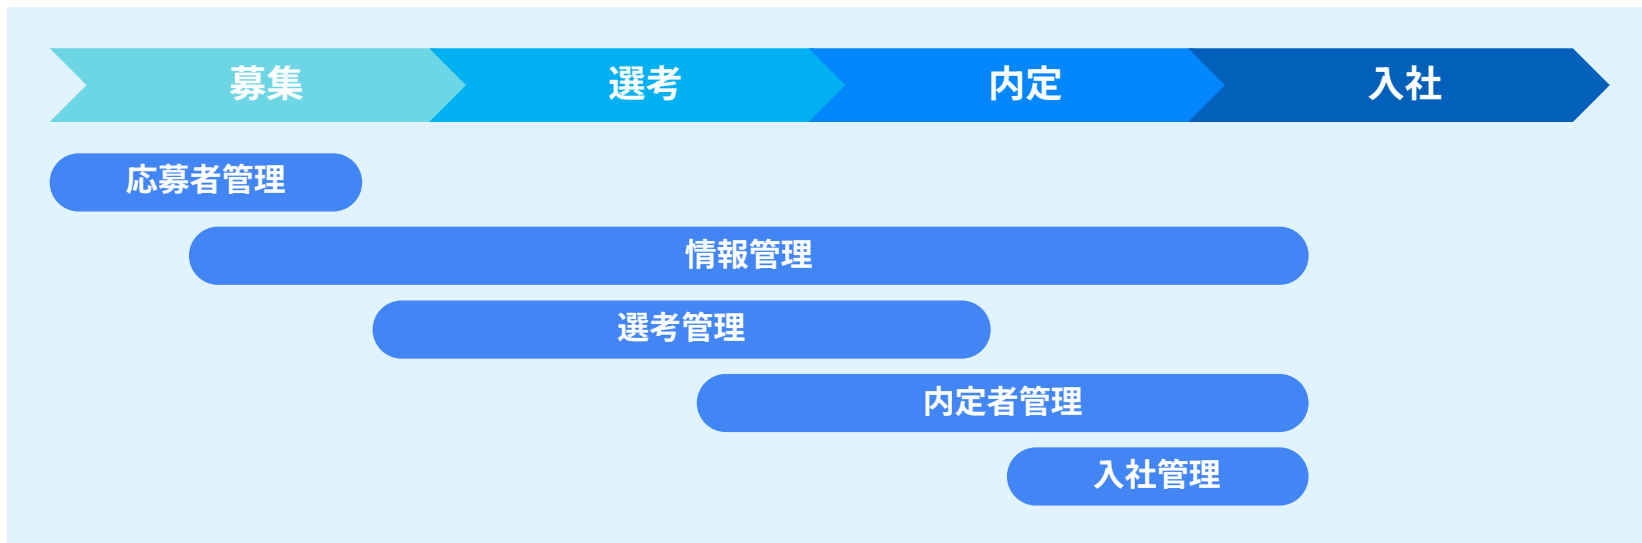 募集
選考
内定
入社
応募者管理
情報管理
選考管理
内定者管理
入社管理